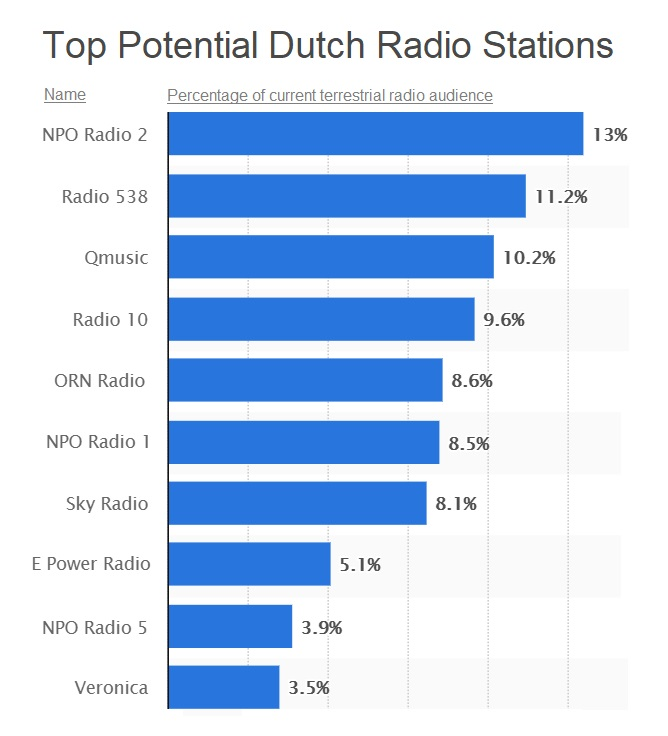 Top Potential Dutch Radio Stations
Name Percentage of current terrestrial radio audience
NPO Radio 2 13%
Radio 538 11.2%
Qmusic 10.2%
Radio 10 9.6%
ORN Radio 8.6%
NPO Radio 1 8.5%
Sky Radio 8.1%
E Power Radio 5.1%
NPO Radio 5 3.9%
Veronica 3.5%